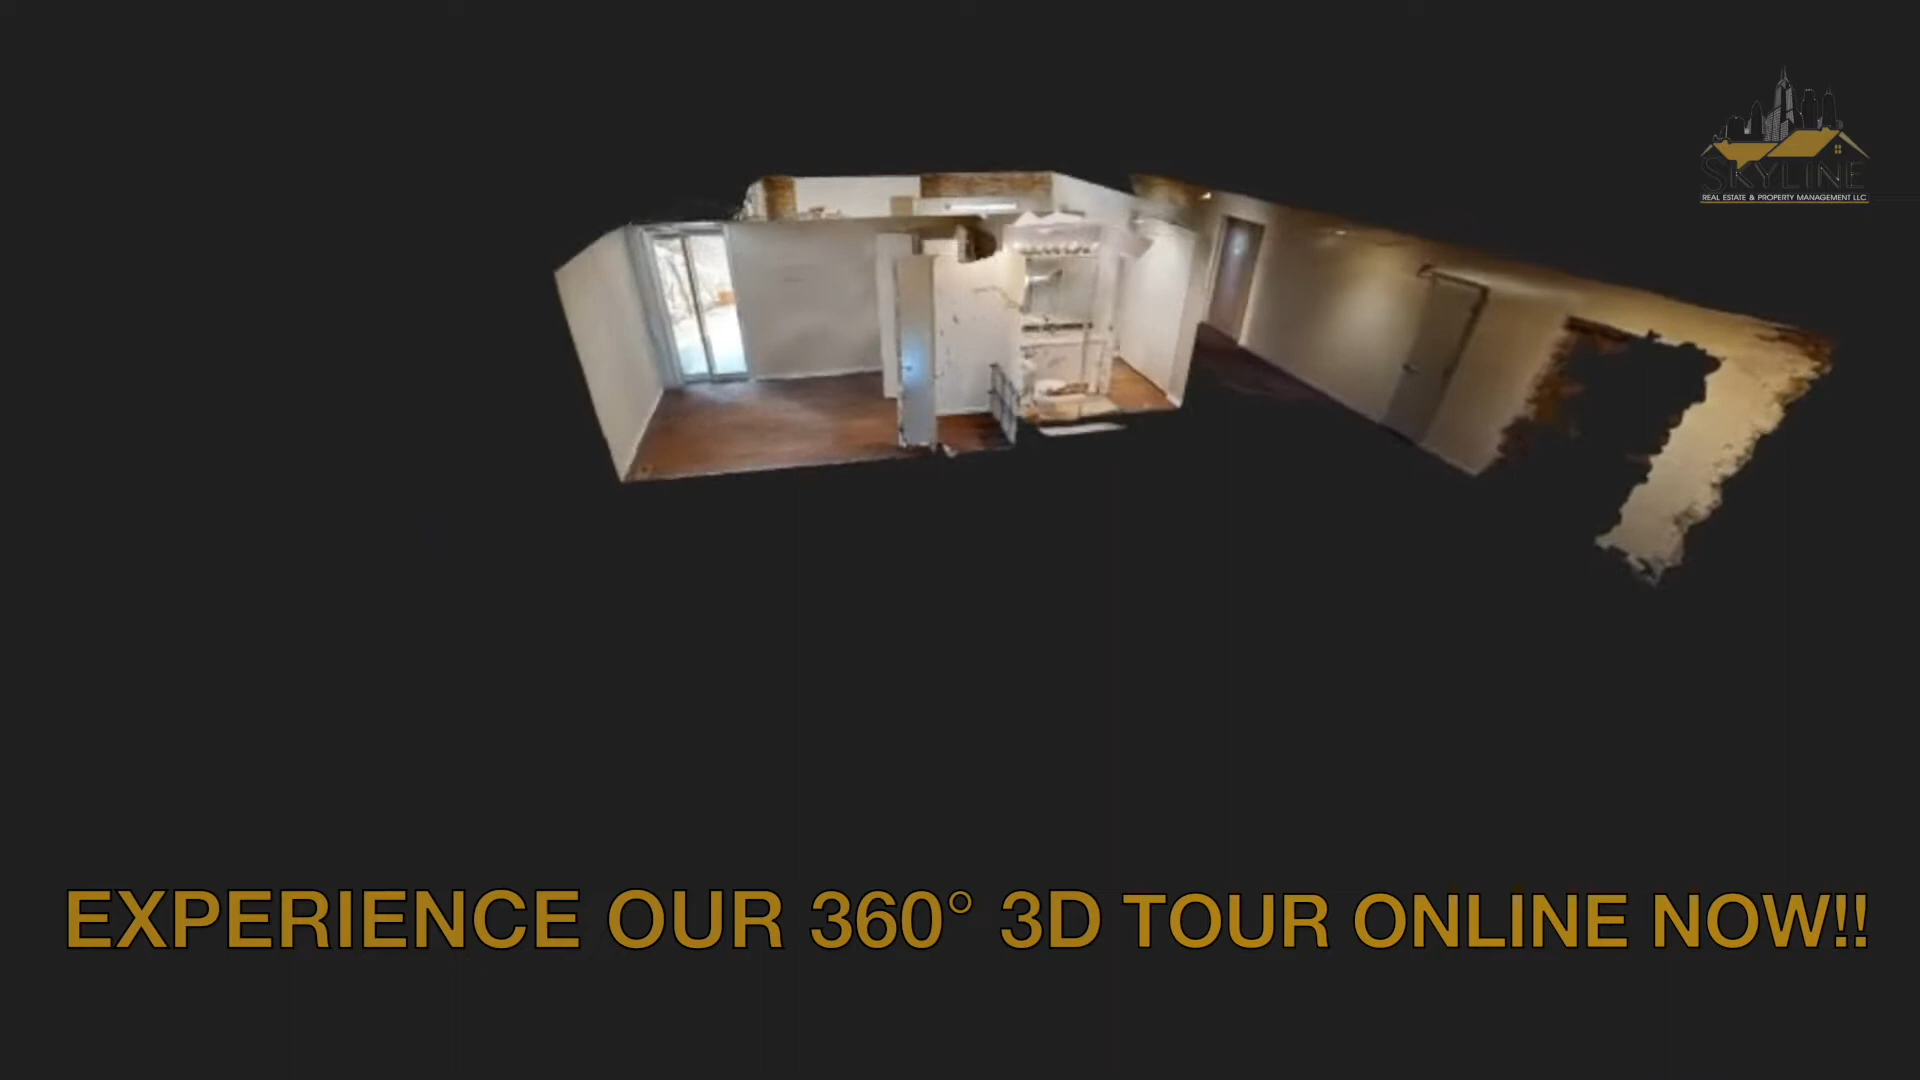 SKYLINE
REAL ESTATE & PROPERTY MANAGEMENT LLC
EXPERIENCE OUR 360° 3D TOUR ONLINE NOW!!